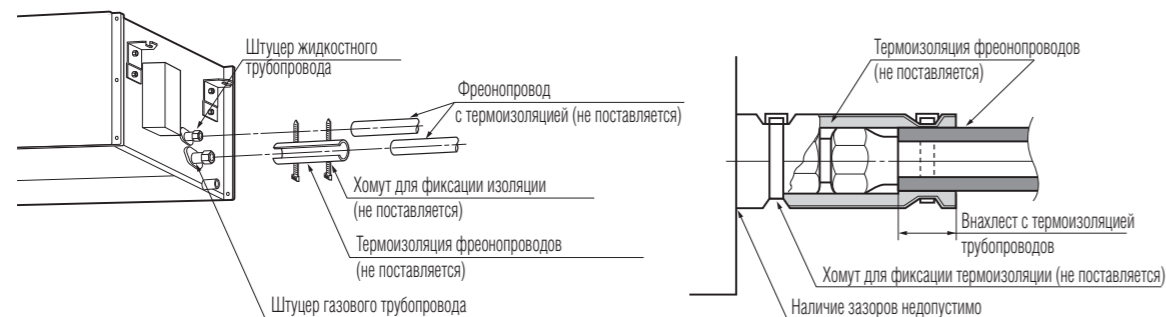 Штуцер жидкостного
трубопровода
Фреонопровод
с термоизоляцией (не поставляется)
Хомут для фиксации изоляции
(не поставляется)
Термоизоляция фреонопроводов
(не поставляется)
Штуцер газового трубопровода
Термоизоляция фреонопроводов
(не поставляется)
Внахлест с термоизоляцией
трубопроводов
Хомут для фиксации термоизоляции (не поставляется)
Наличие зазоров недопустимо